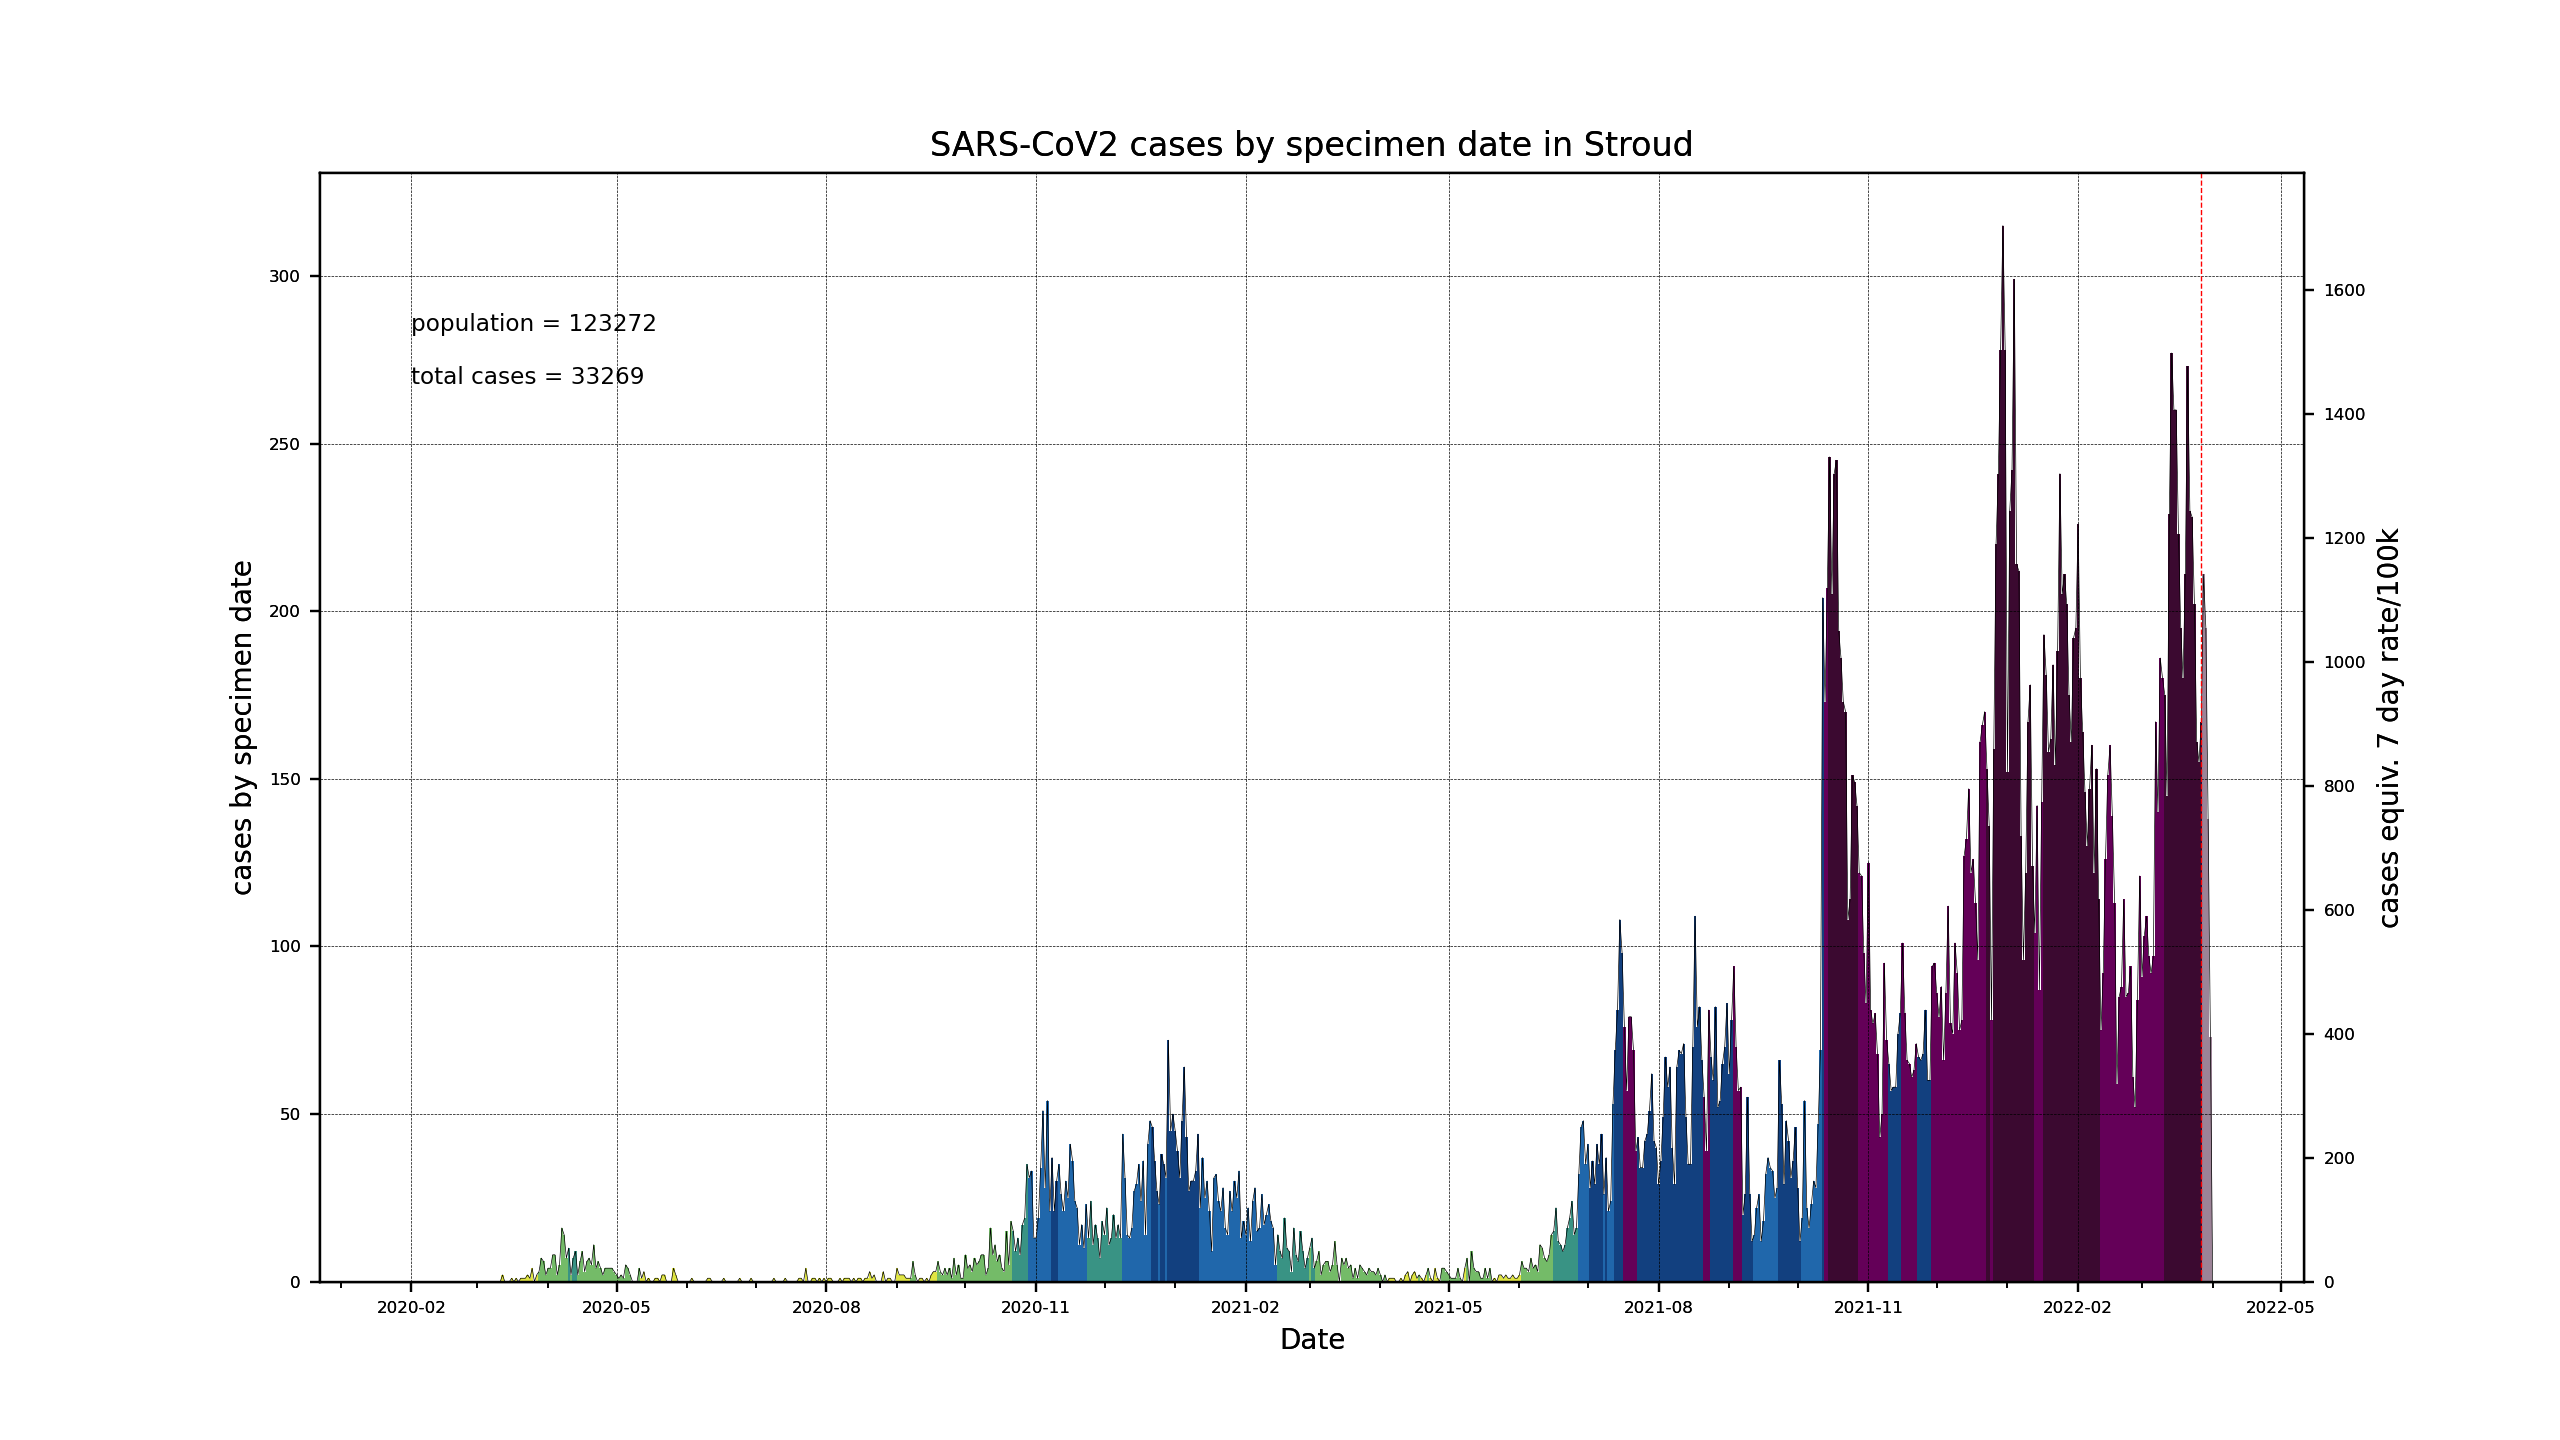 SARS-CoV2 cases by specimen date in Stroud
population = 123272
total cases = 33269
cases by specimen date
300
250
200
150
100
50
0
1600
1400
1200
1000
800
600
400
200
0
cases equiv. 7 day rate/100k
2020-02 2020-05 2020-08 2020-11 2021-02 2021-05 2021-08 2021-11 2022-02 2022-05
Date